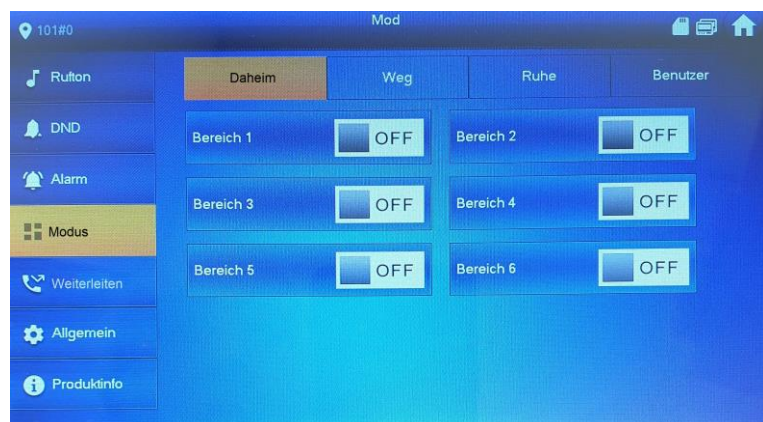 101#0
Mod
Rufton
DND
Alarm
Modus
Weiterleiten
Allgemein
Produktinfo
Daheim Weg Ruhe Benutzer
Bereich 1 OFF Bereich 2 OFF
Bereich 3 OFF Bereich 4 OFF
Bereich 5 OFF Bereich 6 OFF